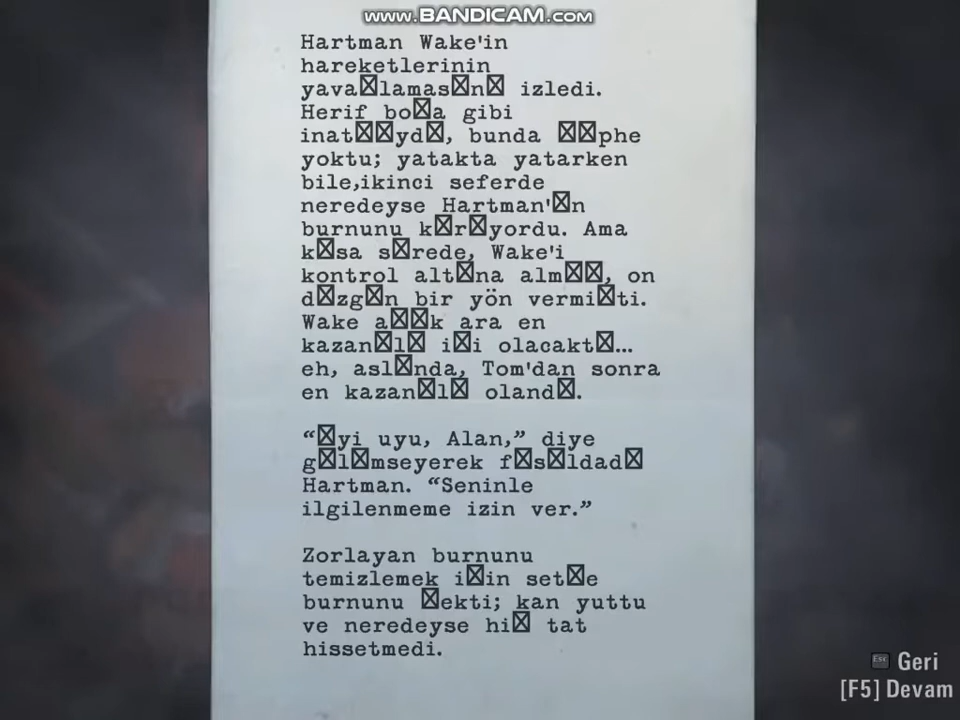 WWW.BANDICAM.COM
Hartman Wake'in
hareketlerinin
yava☒lamas☒n☒ izledi.
Herif bo☒a gibi
inat☒☒yd☒, bunda ☒☒phe
yoktu; yatakta yatarken
bile,ikinci seferde
neredeyse Hartman'☒n
burnunu k☒r☒yordu. Ama
k☒sa s☒rede, Wake'i
kontrol alt☒na alm☒☒, on
d☒zg☒n bir yön vermi☒ti.
Wake a☒☒k ara en
kazan☒l☒ i☒i olacakt☒…
eh, asl☒nda, Tom'dan sonra
en kazan☒l☒ oland☒.
“☒yi uyu, Alan,” diye
g☒l☒mseyerek f☒s☒ldad☒
Hartman. “Seninle
ilgilenmeme izin ver.”
Zorlayan burnunu
temizlemek i☒in set☒e
burnunu ☒ekti; kan yuttu
ve neredeyse hi☒ tat
hissetmedi.
Esc Geri
[F5] Devam